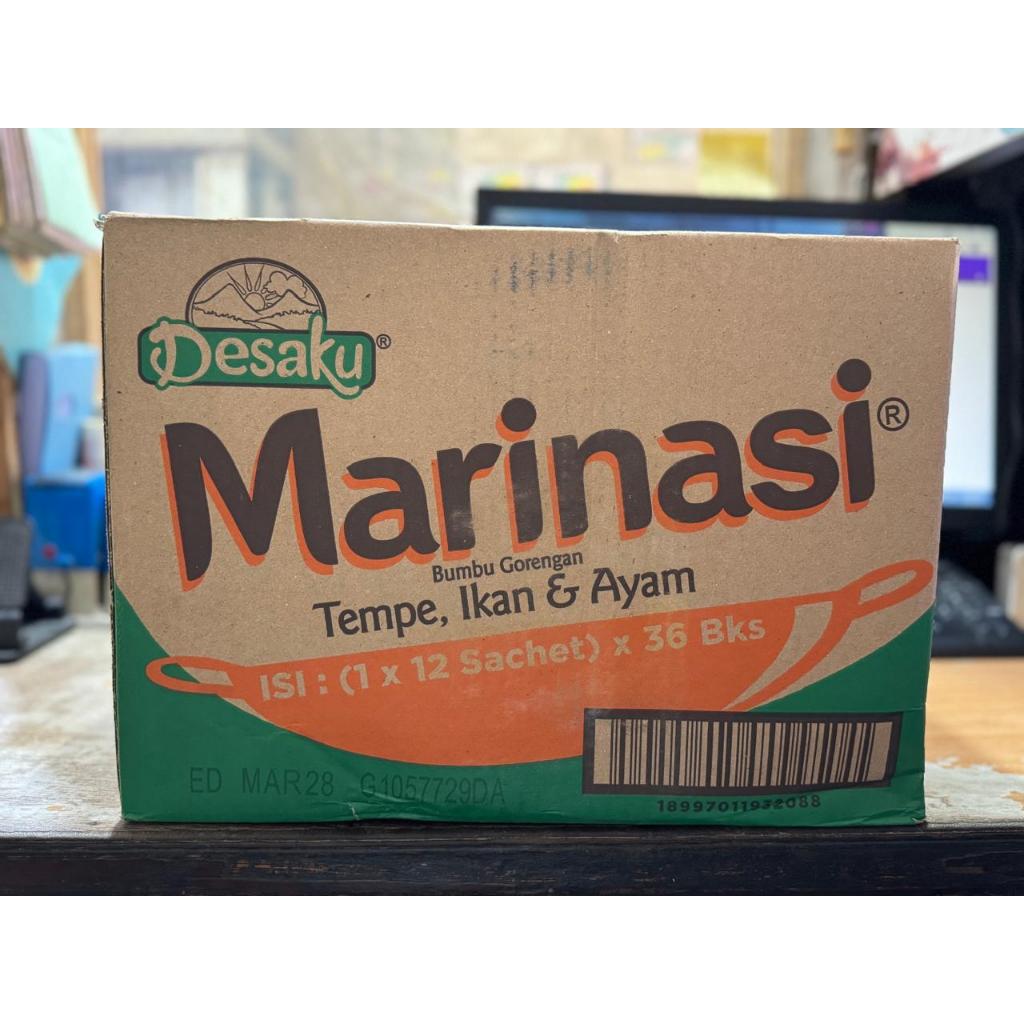 Desaku®
Marinasi®
Bumbu Gorengan
Tempe, Ikan & Ayam
ISI : (1 x 12 Sachet) x 36 Bks
ED MAR28 G1057729DA
18997011932088